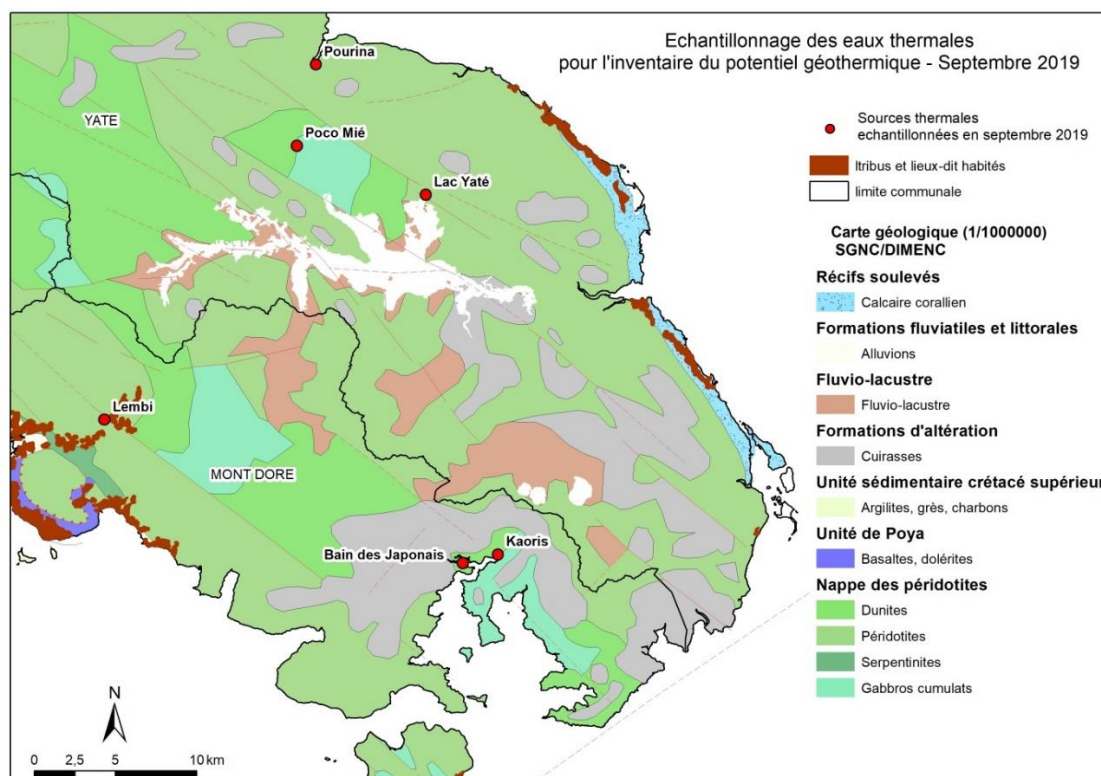 Echantillonnage des eaux thermales
pour l'inventaire du potentiel géothermique - Septembre 2019
Pourina
YATE
Poco Mié
Lac Yaté
Lembi
MONT DORE
Bain des Japonais
Kaoris
N
0 2,5 5 10 km
Sources thermales
echantillonnées en septembre 2019
Itribus et lieux-dit habités
limite communale
Carte géologique (1/1000000)
SGNC/DIMENC
Récifs soulevés
Calcaire corallien
Formations fluviatiles et littorales
Alluvions
Fluvio-lacustre
Fluvio-lacustre
Formations d'altération
Cuirasses
Unité sédimentaire crétacé supérieur
Argilites, grès, charbons
Unité de Poya
Basaltes, dolérites
Nappe des péridotites
Dunites
Péridotites
Serpentinites
Gabbros cumulats